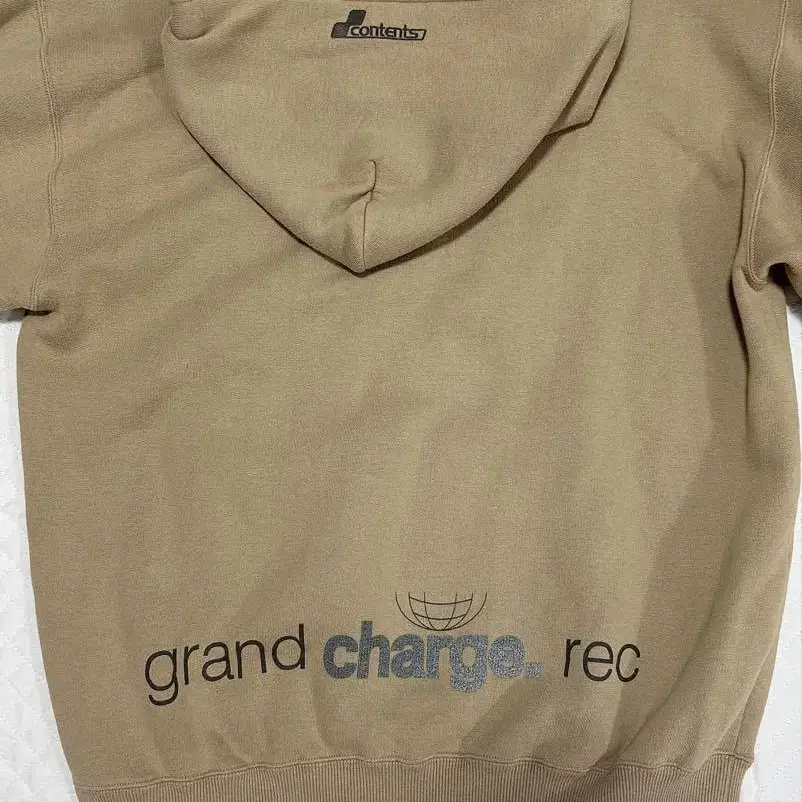 contents
grand charge. rec